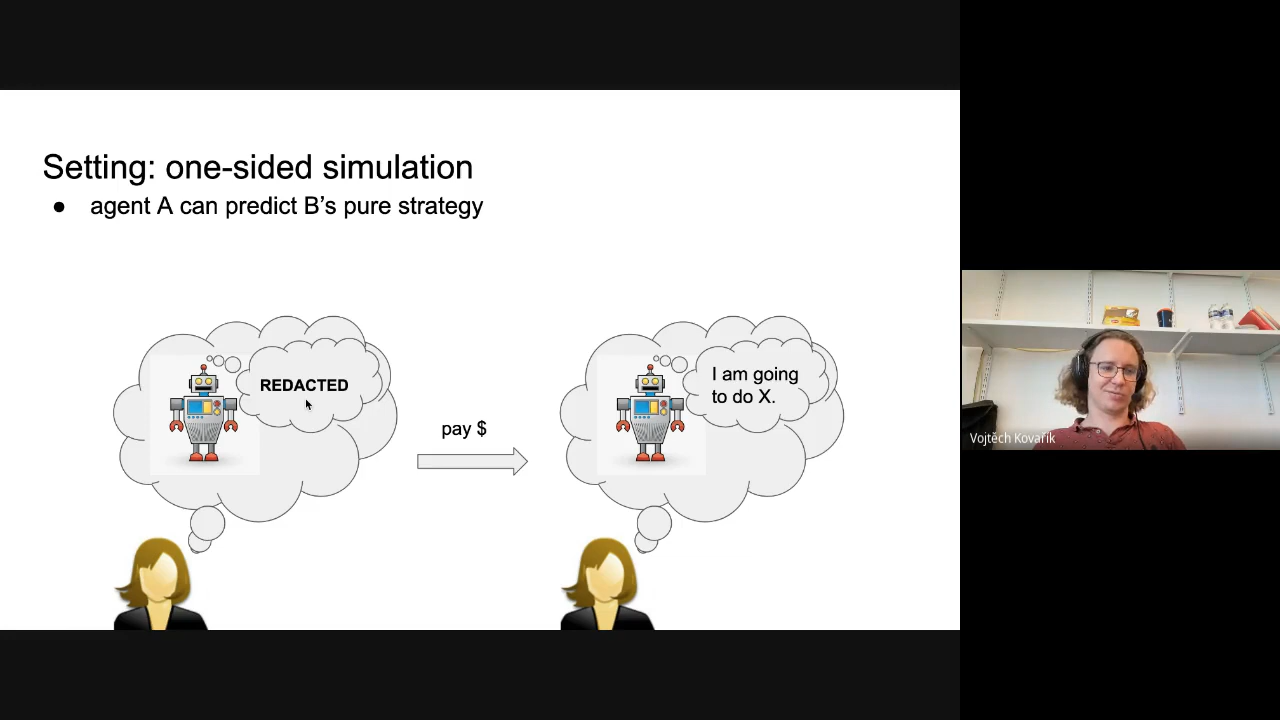 Setting: one-sided simulation
● agent A can predict B's pure strategy
REDACTED
pay $
I am going
to do X.
Vojtěch Kovařík